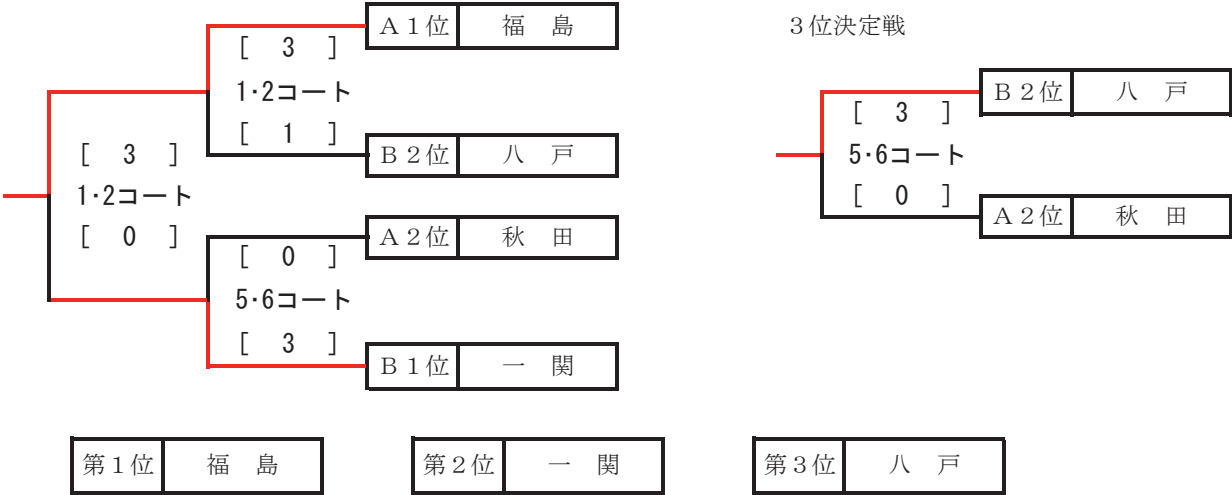 A1位 福 島
[ 3 ]
1・2コート
[ 1 ]
B2位 八 戸
[ 3 ]
1・2コート
[ 0 ]
A2位 秋 田
[ 0 ]
5・6コート
[ 3 ]
B1位 一 関
3位決定戦
B2位 八 戸
[ 3 ]
5・6コート
[ 0 ]
A2位 秋 田
第1位 福 島 第2位 一 関 第3位 八 戸